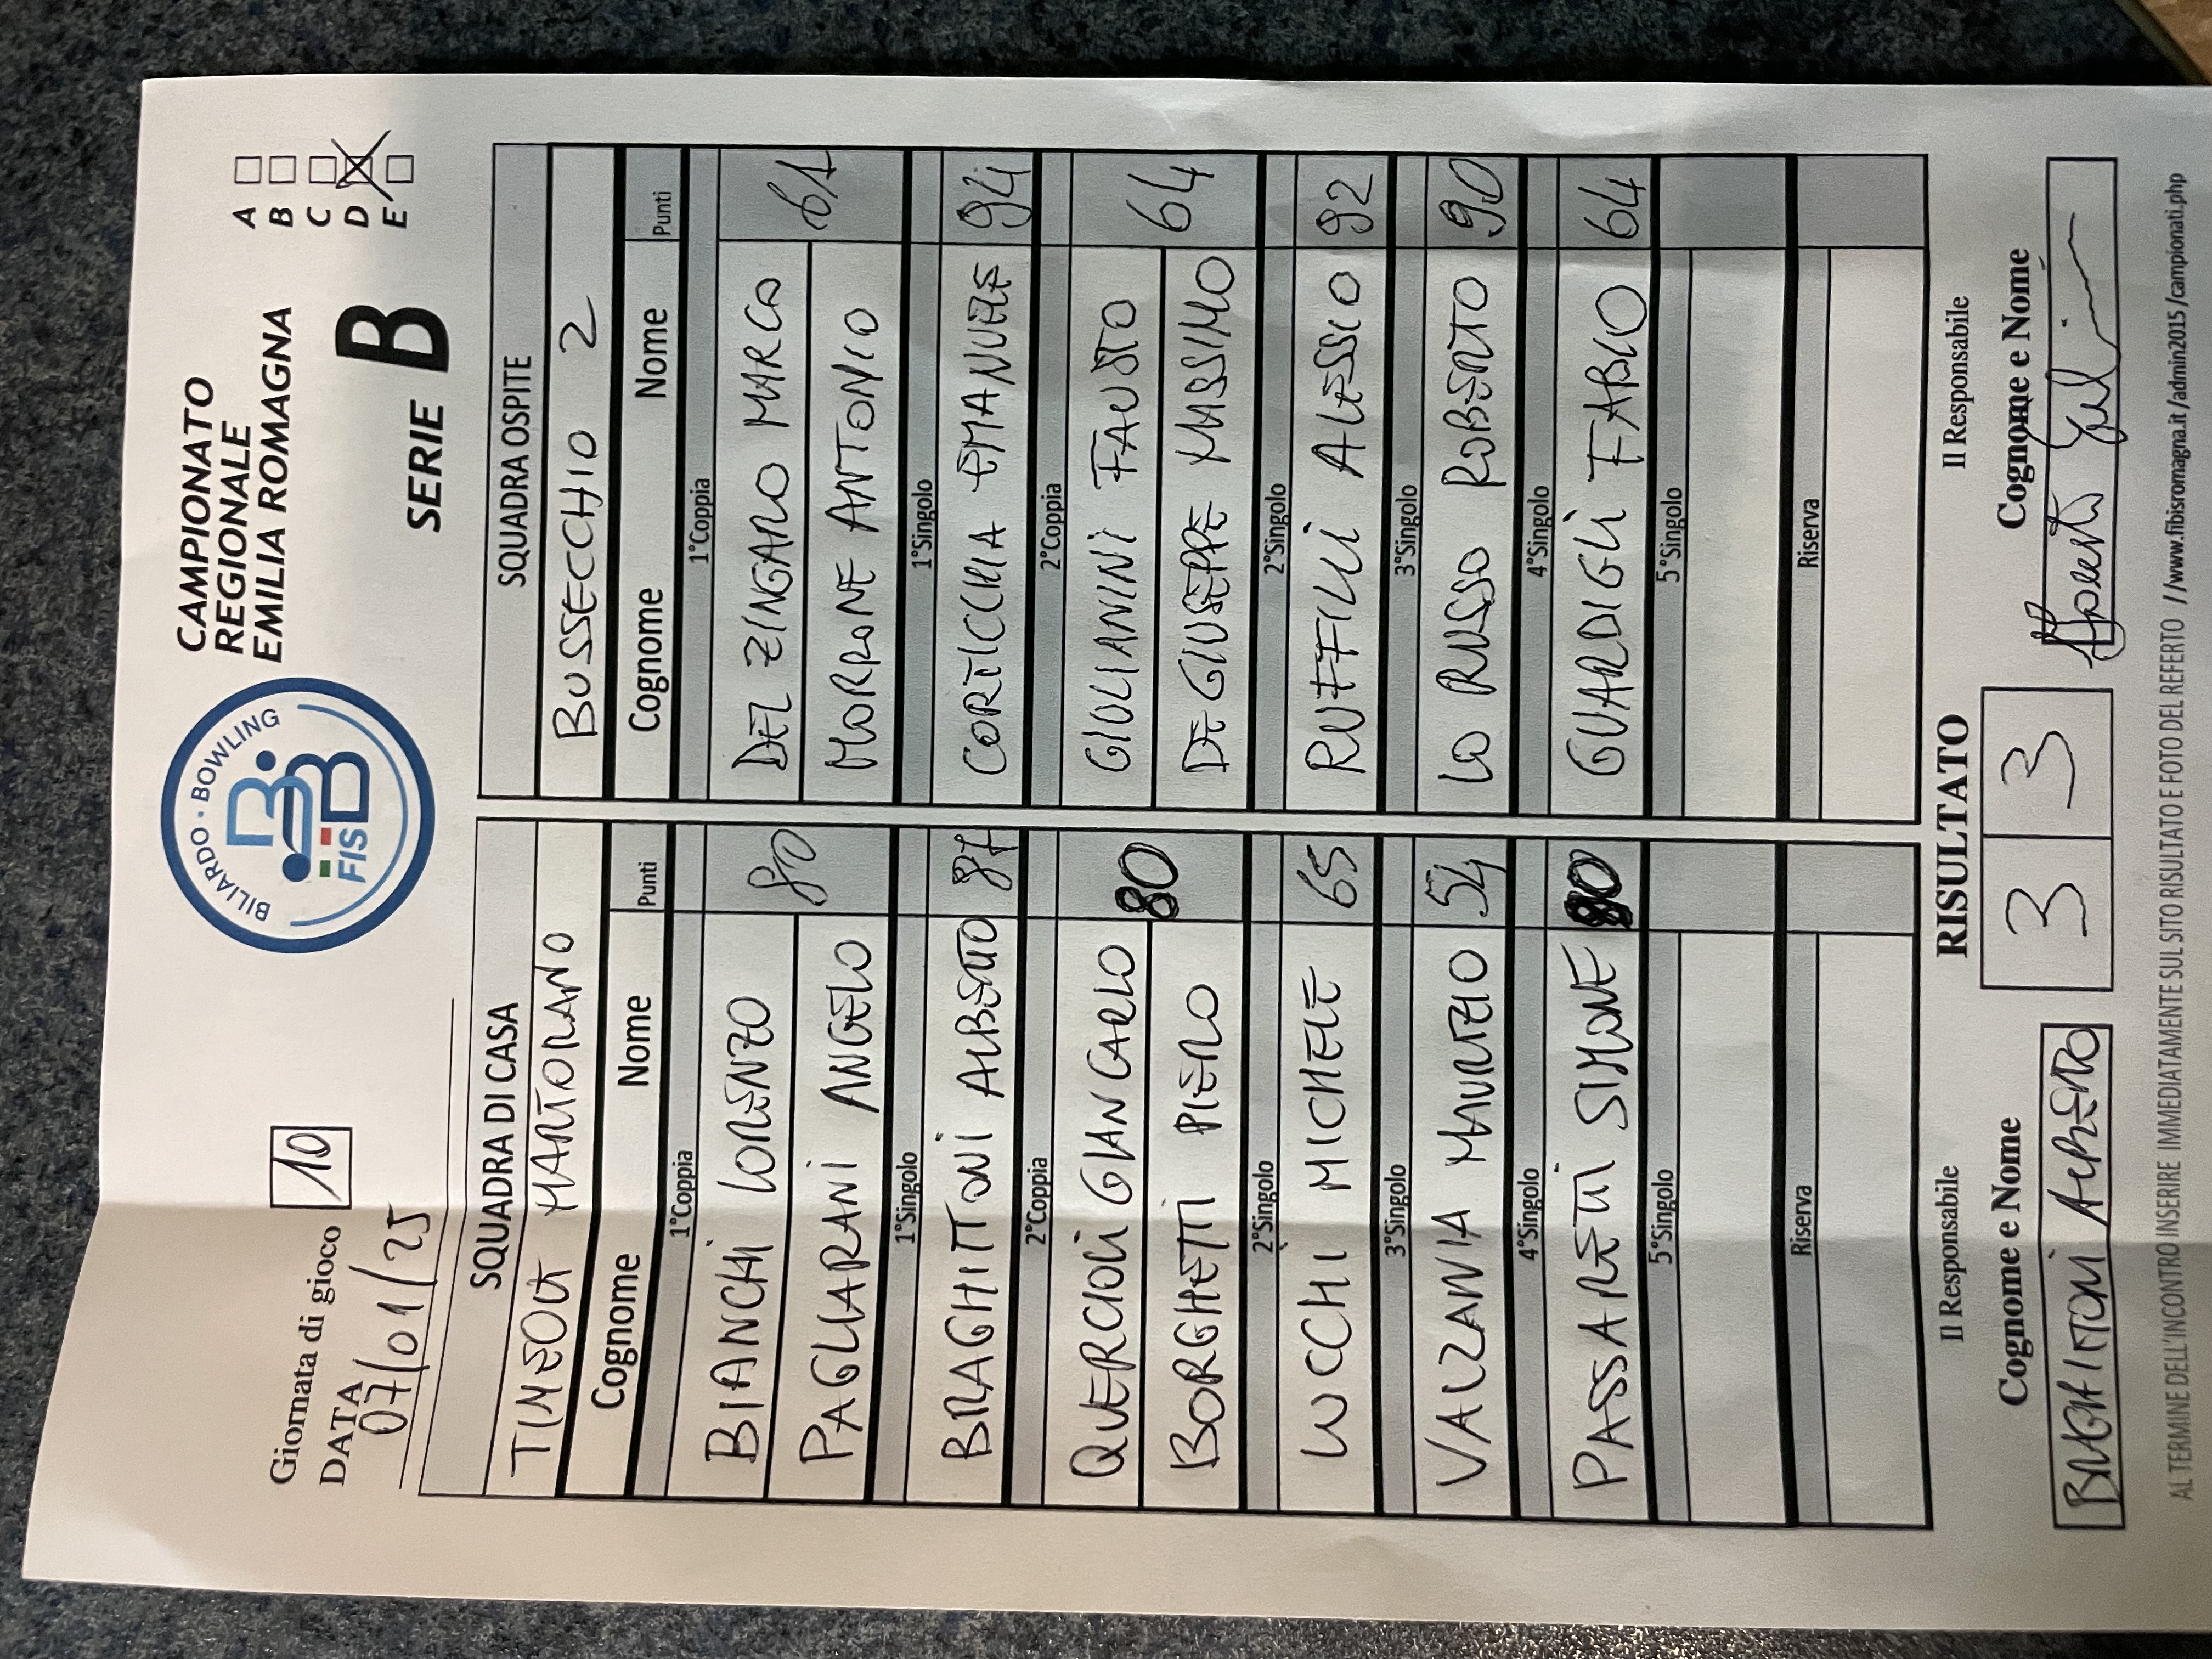 Giornata di gioco 10
DATA
07/01/25
BILIARDO - BOWLING
FISBB
CAMPIONATO
REGIONALE
EMILIA ROMAGNA
SERIE B
A
B
C
D
E
SQUADRA DI CASA
TIMEOUT MARTORANO
Cognome Nome Punti
1°Coppia
BIANCHI LORENZO 80
PAGLIARANI ANGELO
1°Singolo
BRAGHITTONI ALBERTO 87
2°Coppia
QUERCIOLI GIANCARLO 80
BORGHETTI PIERO
2°Singolo
LUCCHI MICHELE 65
3°Singolo
VALZANIA MAURIZIO 54
4°Singolo
PASSARETTI SIMONE 80
5°Singolo
Riserva
SQUADRA OSPITE
BUSSECCHIO 2
Cognome Nome Punti
1°Coppia
DEL ZINGARO MARCO 61
MORRONE ANTONIO
1°Singolo
CORTICCHIA EMANUELE 94
2°Coppia
GIULIANINI FAUSTO 64
DE GIUSEPPE MASSIMO
2°Singolo
RUFFILLI ALESSIO 92
3°Singolo
LO RUSSO ROBERTO 90
4°Singolo
GUARDIGLI FABIO 64
5°Singolo
Riserva
Il Responsabile
Cognome e Nome
BRAGHITTONI ALBERTO
RISULTATO
3 3
Il Responsabile
Cognome e Nome
AL TERMINE DELL'INCONTRO INSERIRE IMMEDIATAMENTE SUL SITO RISULTATO E FOTO DEL REFERTO //www.fibisromagna.it/admin2015/campionati.php